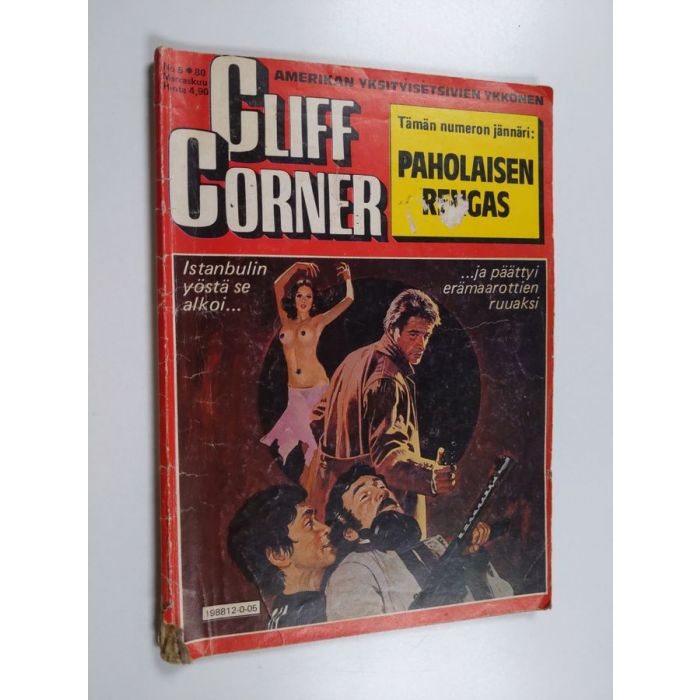 No 5 * 80
Marraskuu
Hinta 4,90
CLIFF
CORNER
AMERIKAN YKSITYISETSIVIEN YKKÖNEN
Tämän numeron jännäri:
PAHOLAISEN
RENGAS
Istanbulin
yöstä se
alkoi...
...ja päättyi
erämaarottien
ruuaksi
198812-0-05